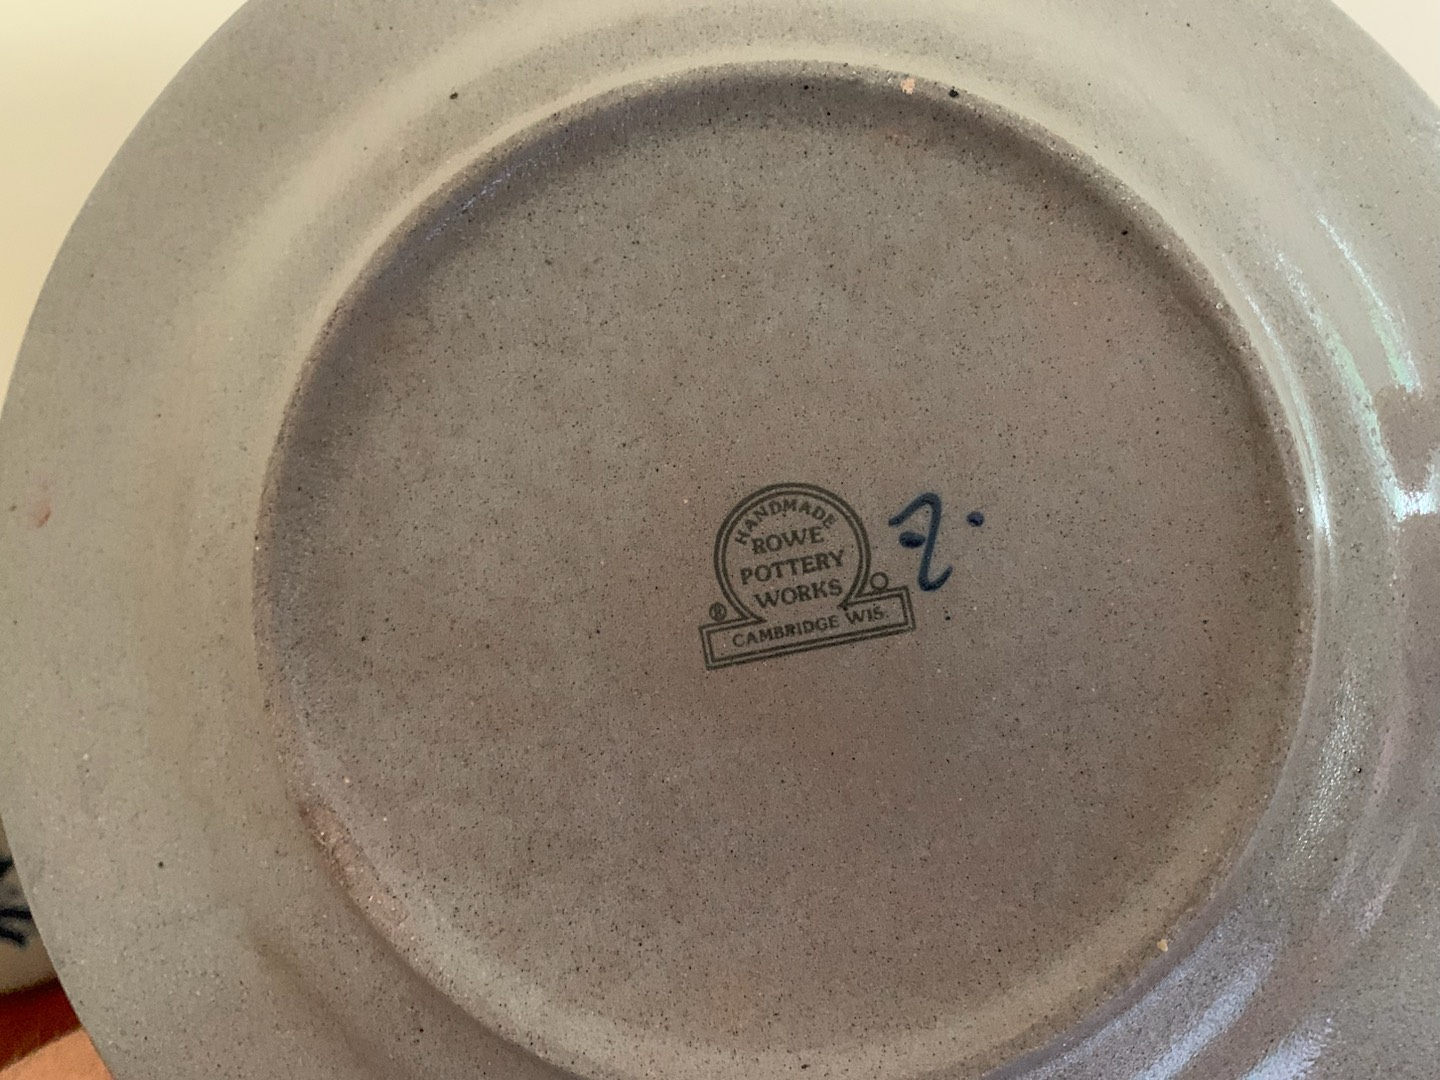 HANDMADE
ROWE
POTTERY
WORKS
®
CAMBRIDGE WIS.